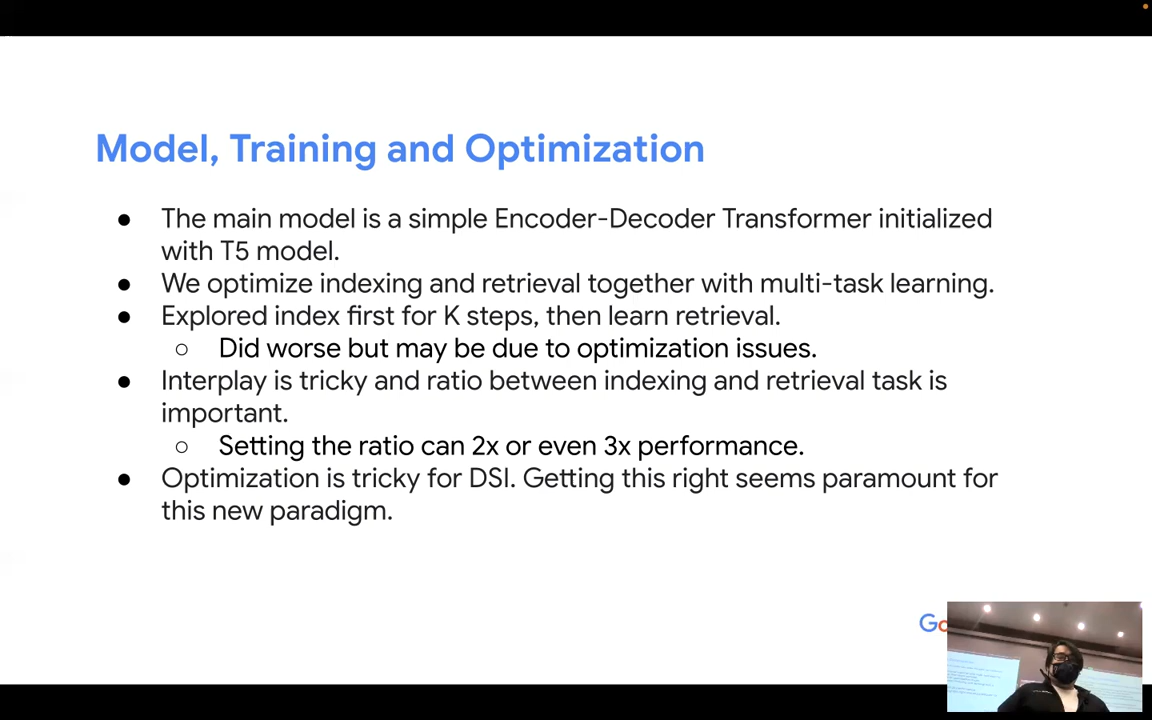 Model, Training and Optimization
● The main model is a simple Encoder-Decoder Transformer initialized
with T5 model.
● We optimize indexing and retrieval together with multi-task learning.
● Explored index first for K steps, then learn retrieval.
○ Did worse but may be due to optimization issues.
● Interplay is tricky and ratio between indexing and retrieval task is
important.
○ Setting the ratio can 2x or even 3x performance.
● Optimization is tricky for DSI. Getting this right seems paramount for
this new paradigm.